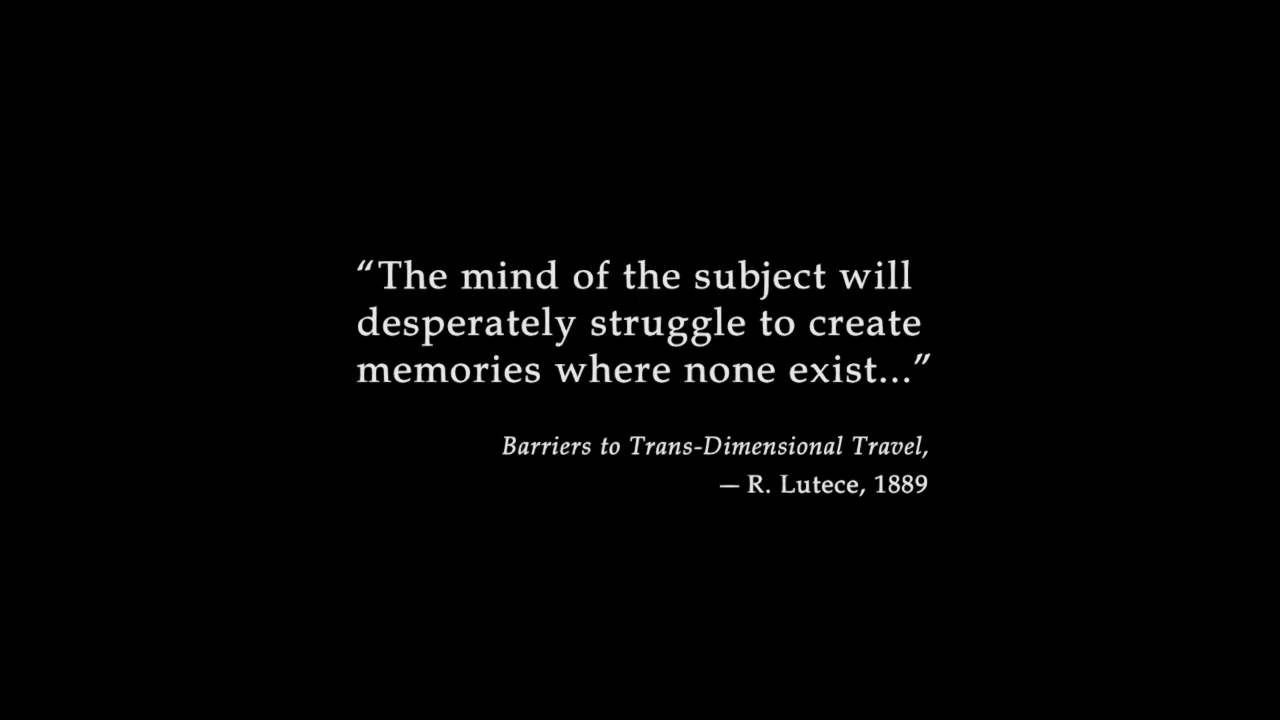 “The mind of the subject will
desperately struggle to create
memories where none exist...”
Barriers to Trans-Dimensional Travel,
— R. Lutece, 1889